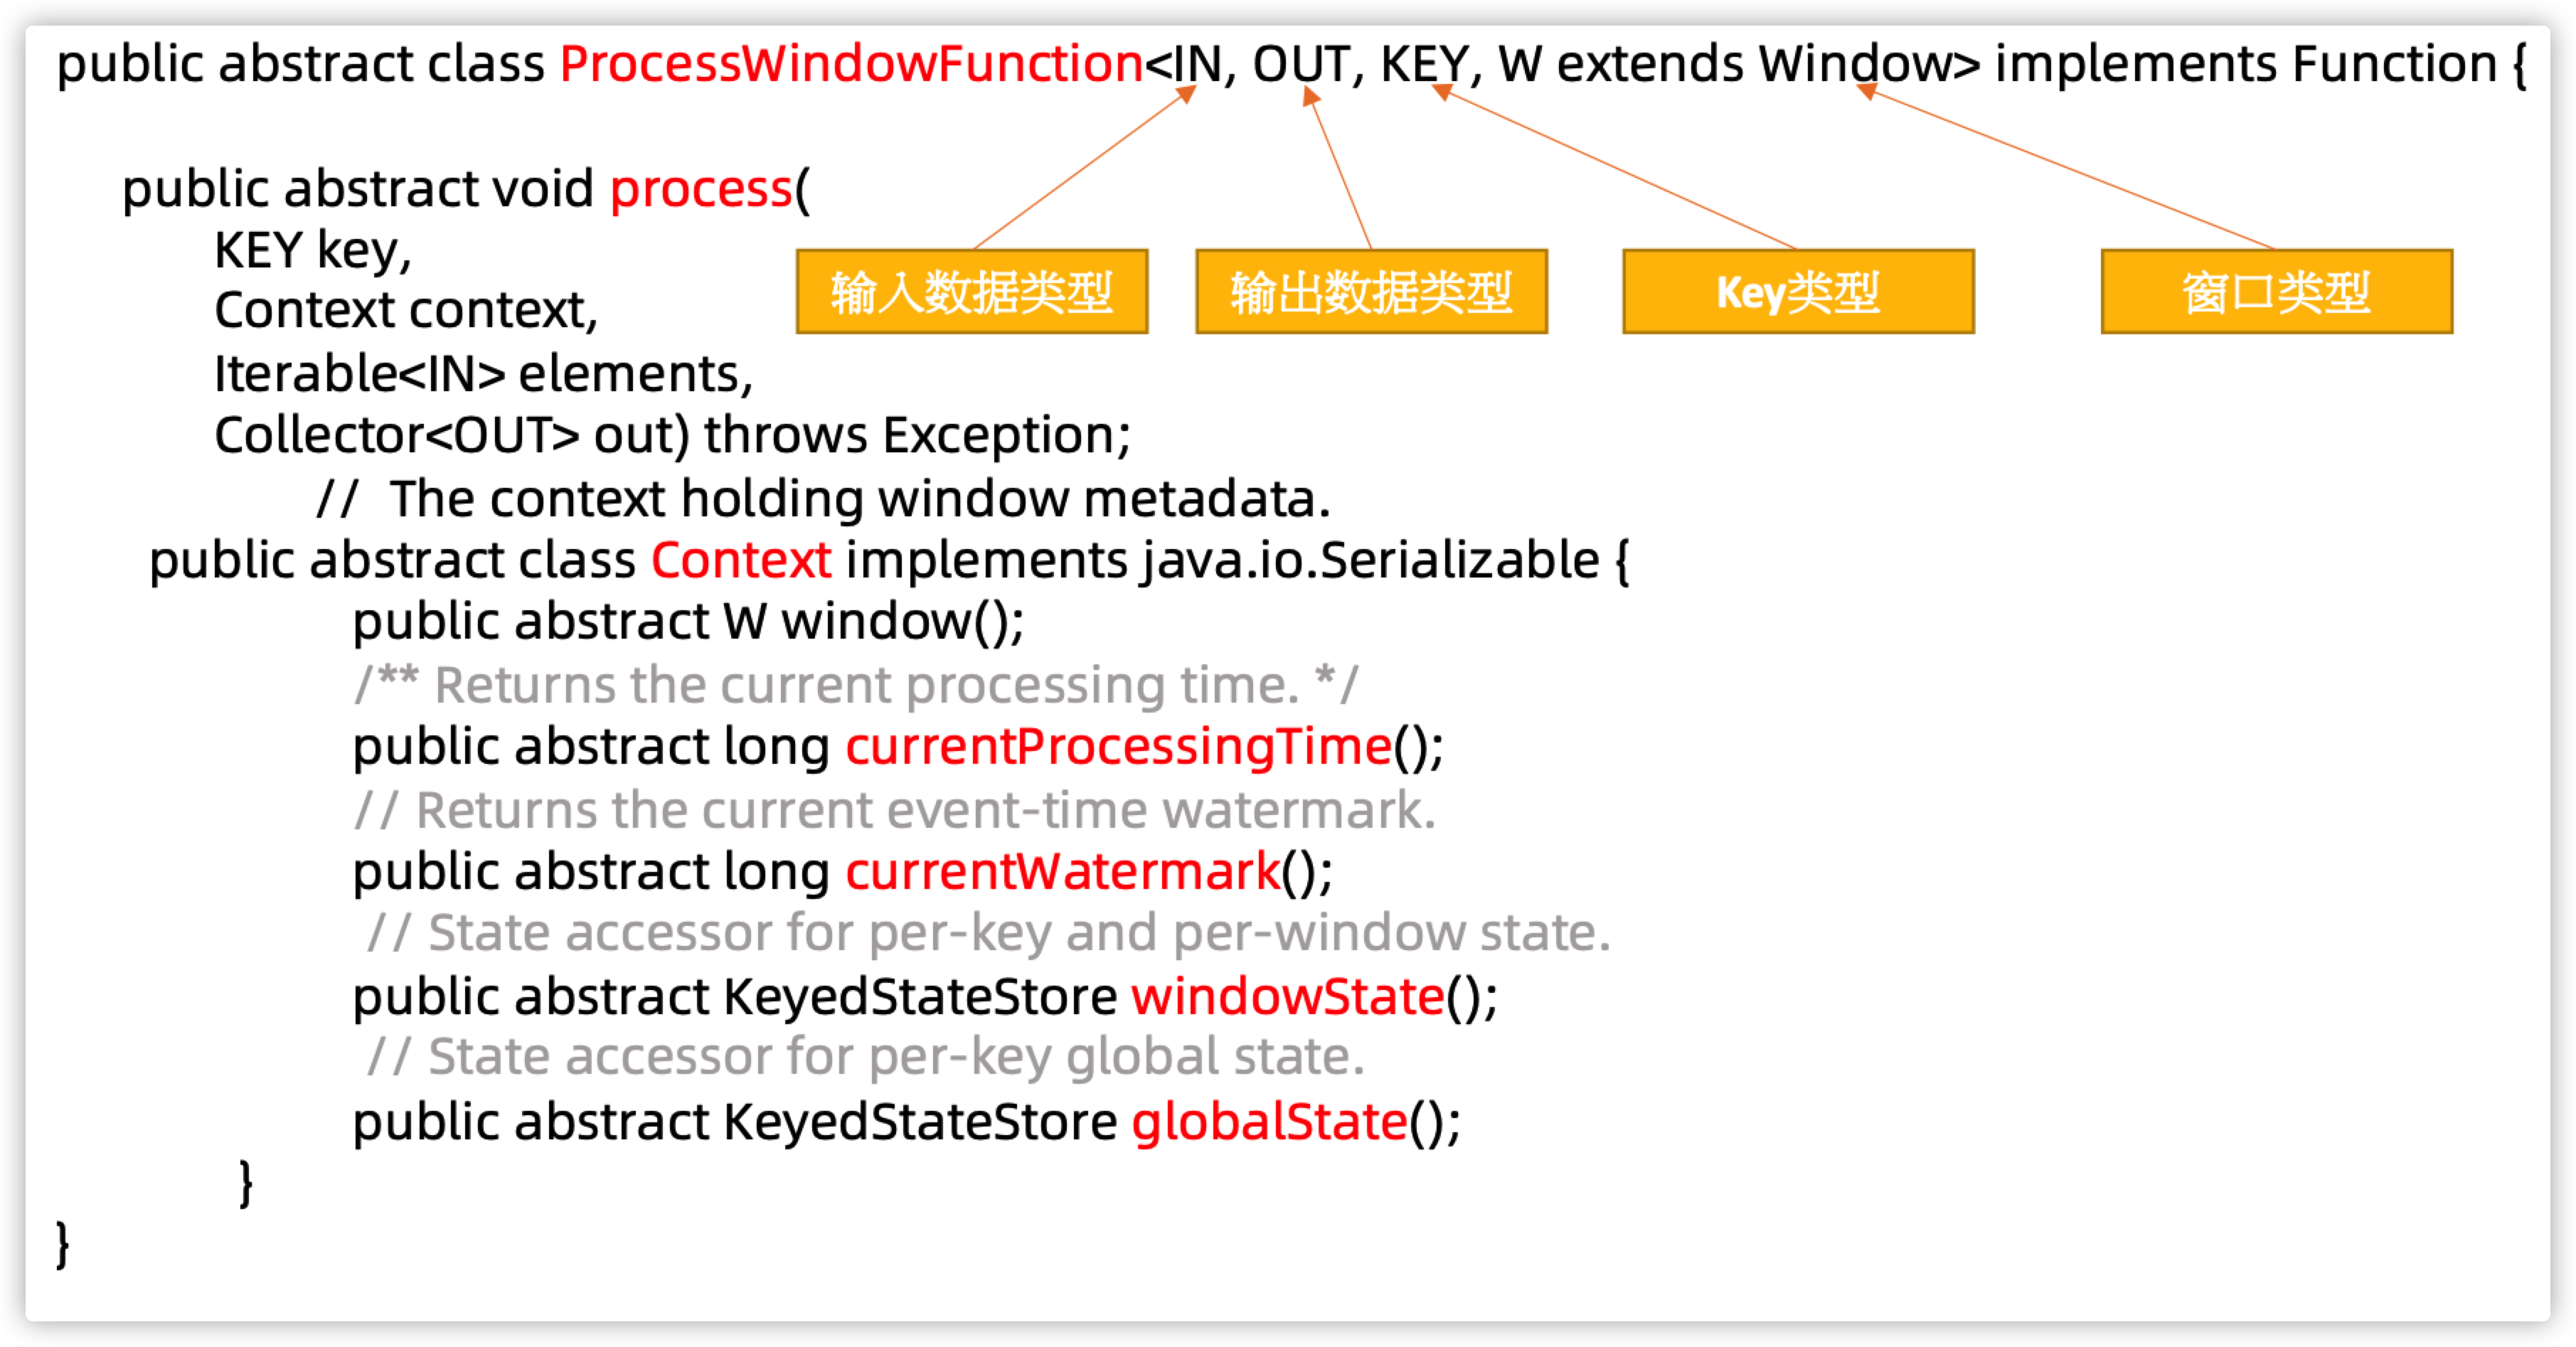 public abstract class ProcessWindowFunction<IN, OUT, KEY, W extends Window> implements Function {
public abstract void process(
KEY key,
Context context,
输入数据类型
输出数据类型
Key类型
窗口类型
Iterable<IN> elements,
Collector<OUT> out) throws Exception;
// The context holding window metadata.
public abstract class Context implements java.io.Serializable {
public abstract W window();
/** Returns the current processing time. */
public abstract long currentProcessingTime();
// Returns the current event-time watermark.
public abstract long currentWatermark();
// State accessor for per-key and per-window state.
public abstract KeyedStateStore windowState();
// State accessor for per-key global state.
public abstract KeyedStateStore globalState();
}
}